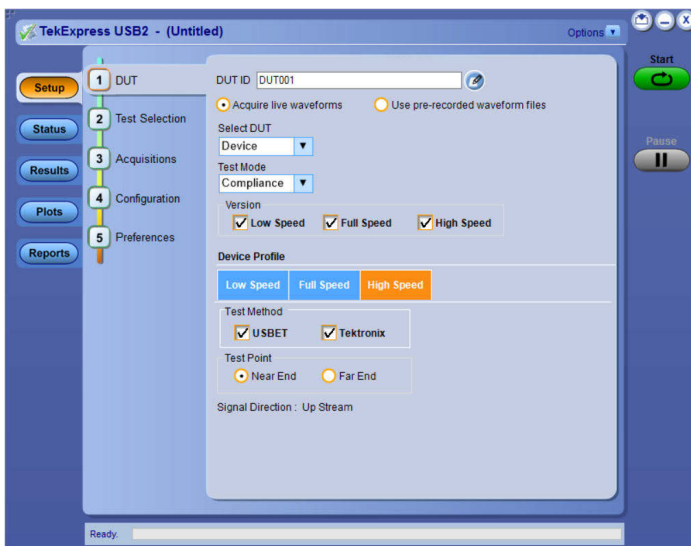 TekExpress USB2 - (Untitled)
Options
Start
Pause
Setup
Status
Results
Plots
Reports
1 DUT
2 Test Selection
3 Acquisitions
4 Configuration
5 Preferences
DUT ID DUT001
Acquire live waveforms Use pre-recorded waveform files
Select DUT
Device
Test Mode
Compliance
Version
Low Speed Full Speed High Speed
Device Profile
Low Speed Full Speed High Speed
Test Method
USBET Tektronix
Test Point
Near End Far End
Signal Direction : Up Stream
Ready.